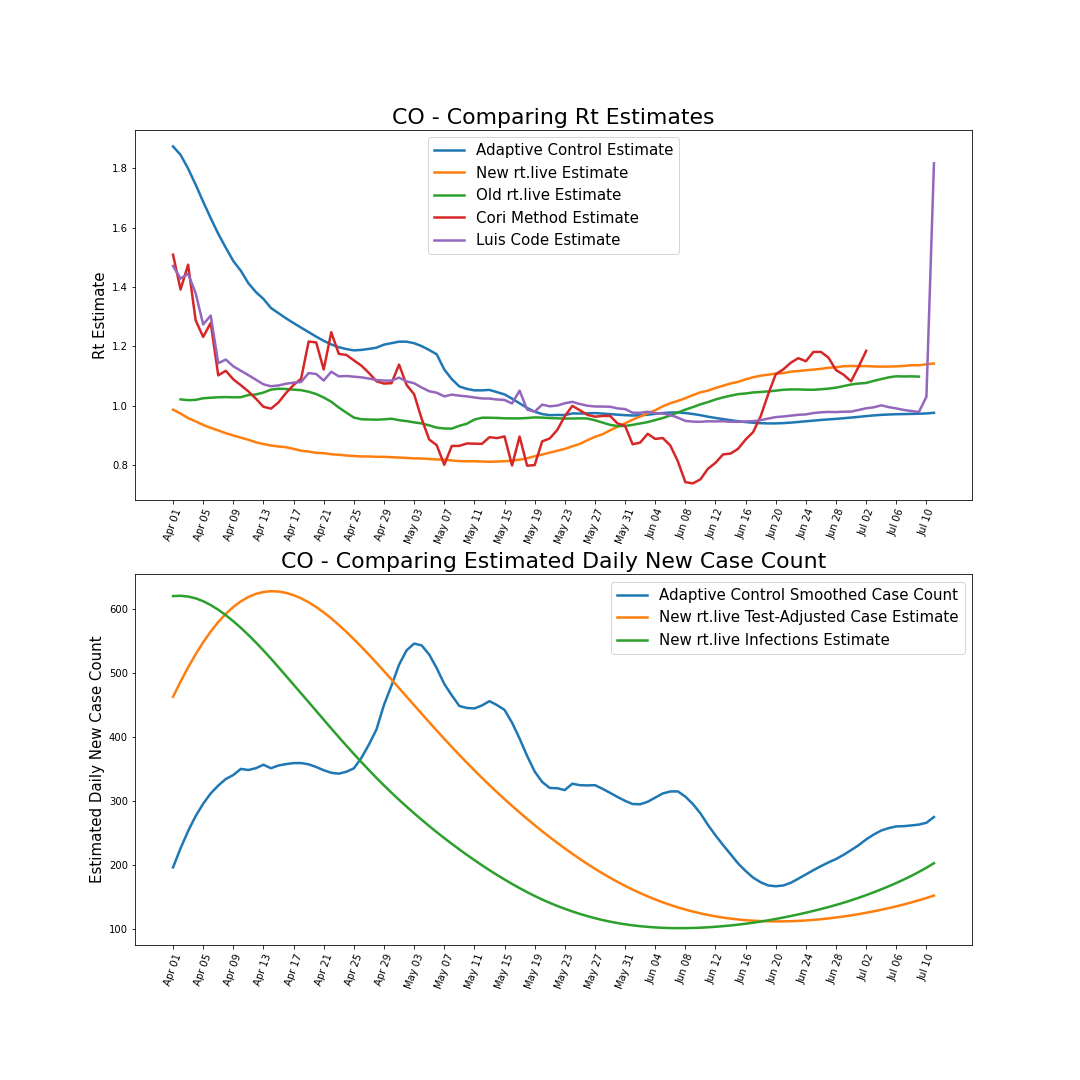 CO - Comparing Rt Estimates
Adaptive Control Estimate
New rt.live Estimate
Old rt.live Estimate
Cori Method Estimate
Luis Code Estimate
Rt Estimate
1.8
1.6
1.4
1.2
1.0
0.8
Apr 01 Apr 05 Apr 09 Apr 13 Apr 17 Apr 21 Apr 25 Apr 29 May 03 May 07 May 11 May 15 May 19 May 23 May 27 May 31 Jun 04 Jun 08 Jun 12 Jun 16 Jun 20 Jun 24 Jun 28 Jul 02 Jul 06 Jul 10
CO - Comparing Estimated Daily New Case Count
Adaptive Control Smoothed Case Count
New rt.live Test-Adjusted Case Estimate
New rt.live Infections Estimate
Estimated Daily New Case Count
600
500
400
300
200
100
Apr 01 Apr 05 Apr 09 Apr 13 Apr 17 Apr 21 Apr 25 Apr 29 May 03 May 07 May 11 May 15 May 19 May 23 May 27 May 31 Jun 04 Jun 08 Jun 12 Jun 16 Jun 20 Jun 24 Jun 28 Jul 02 Jul 06 Jul 10